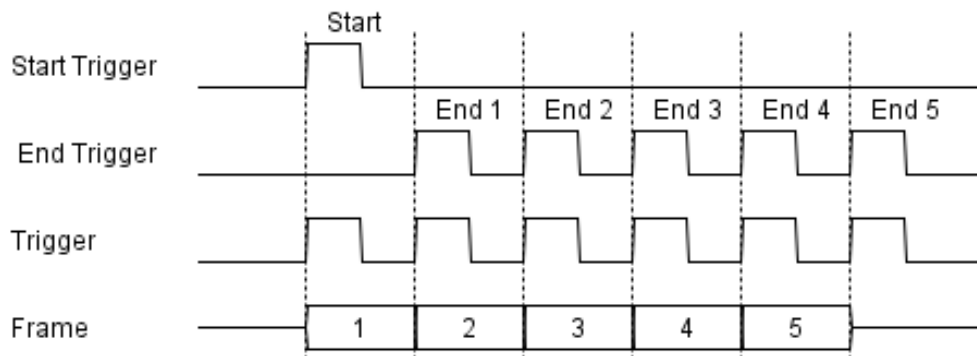 Start
Start Trigger
End 1 End 2 End 3 End 4 End 5
End Trigger
Trigger
Frame 1 2 3 4 5